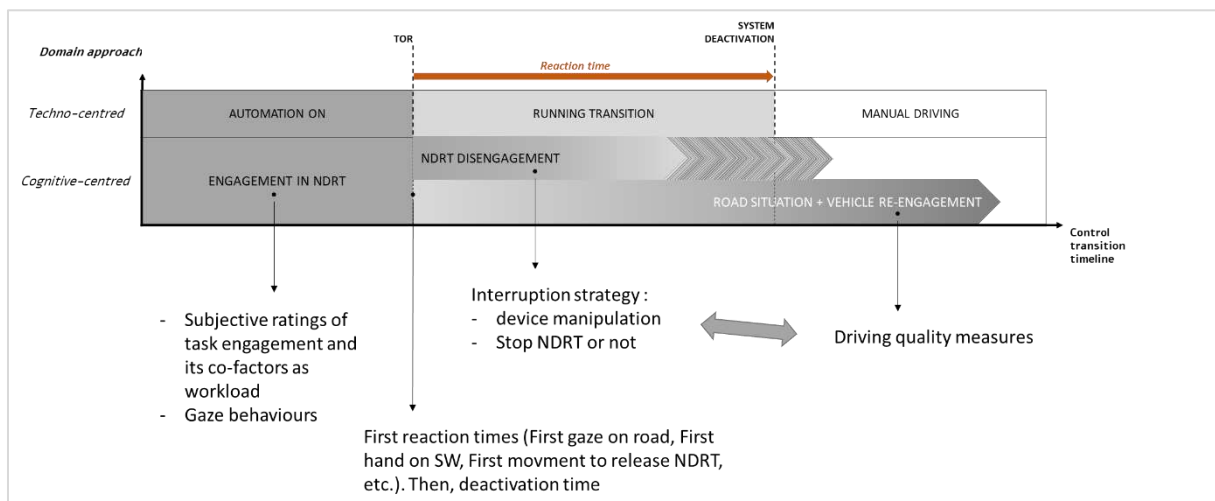 SYSTEM
DEACTIVATION
TOR
Domain approach
Reaction time
Techno-centred
AUTOMATION ON
RUNNING TRANSITION
MANUAL DRIVING
NDRT DISENGAGEMENT
Cognitive-centred
ENGAGEMENT IN NDRT
ROAD SITUATION + VEHICLE RE-ENGAGEMENT
Control
transition
timeline
- Subjective ratings of
task engagement and
its co-factors as
workload
- Gaze behaviours
Interruption strategy :
- device manipulation
- Stop NDRT or not
Driving quality measures
First reaction times (First gaze on road, First
hand on SW, First movment to release NDRT,
etc.). Then, deactivation time